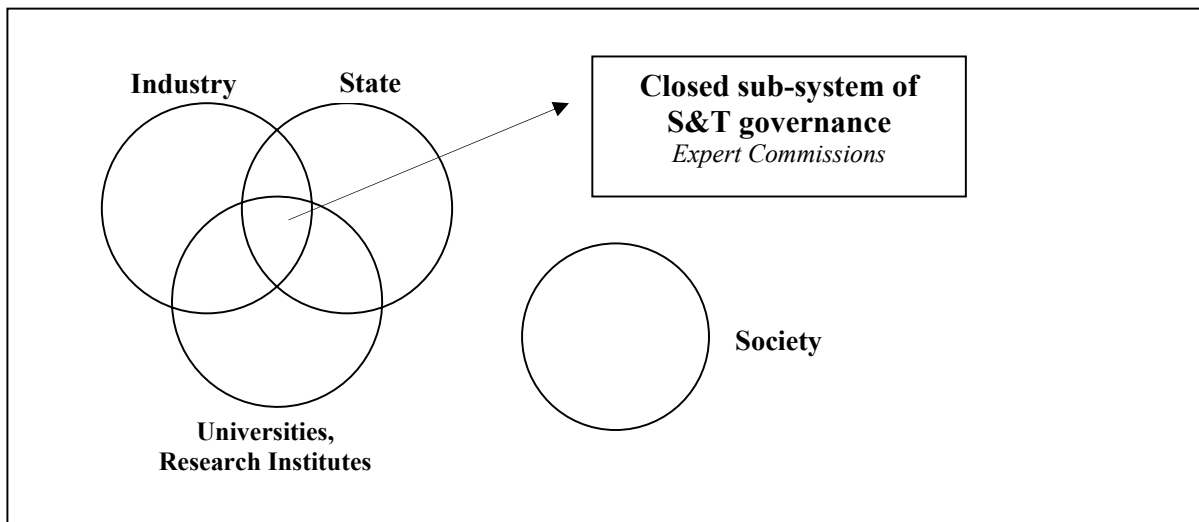 Industry
State
Closed sub-system of
S&T governance
Expert Commissions
Society
Universities,
Research Institutes